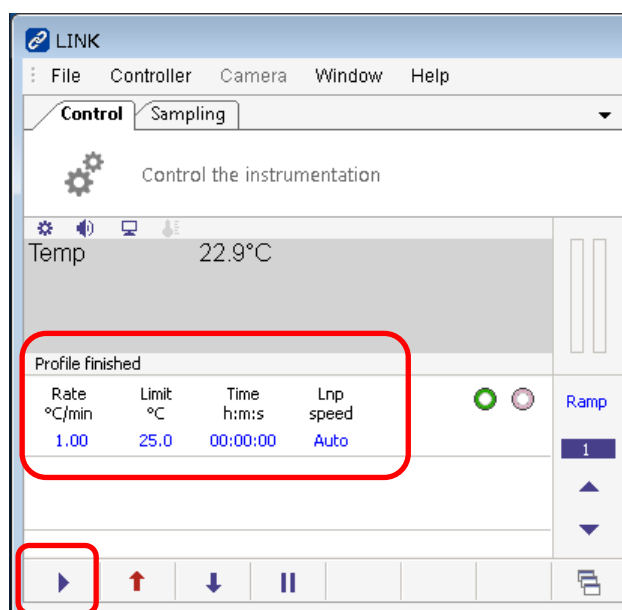 LINK
File Controller Camera Window Help
Control Sampling
Control the instrumentation
Temp 22.9°C
Profile finished
Rate Limit Time Lnp
°C/min °C h:m:s speed
Ramp
1.00 25.0 00:00:00 Auto
1